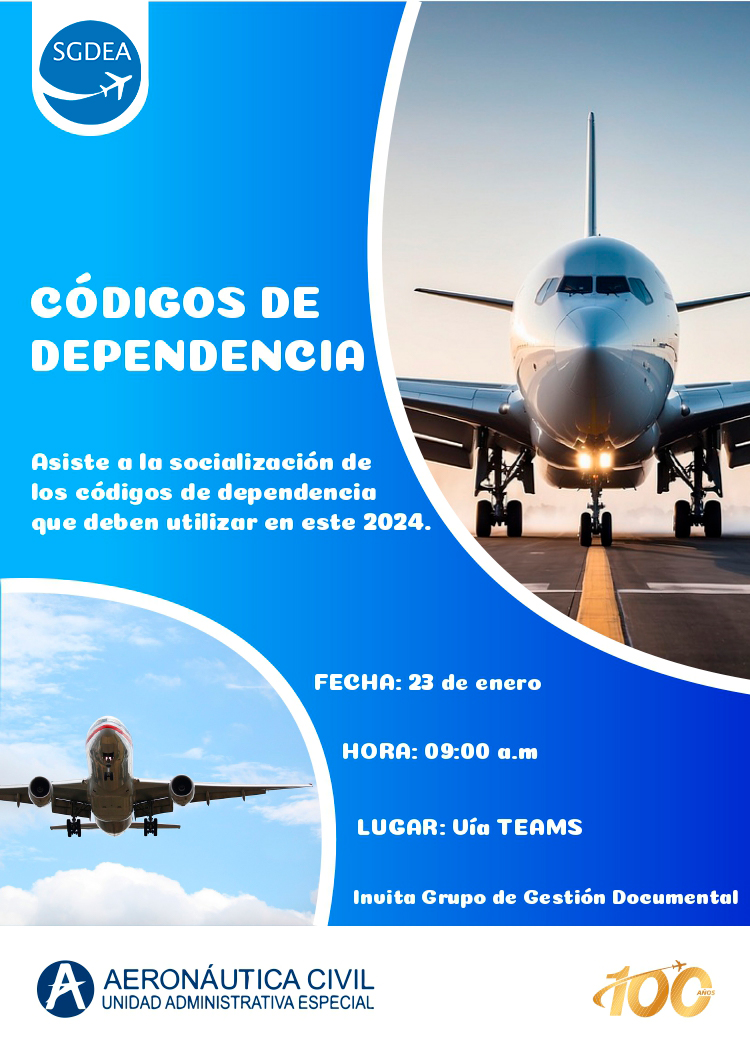 SGDEA
CÓDIGOS DE
DEPENDENCIA
Asiste a la socialización de
los códigos de dependencia
que deben utilizar en este 2024.
FECHA: 23 de enero
HORA: 09:00 a.m
LUGAR: Vía TEAMS
Invita Grupo de Gestión Documental
AERONÁUTICA CIVIL
UNIDAD ADMINISTRATIVA ESPECIAL
100 AÑOS